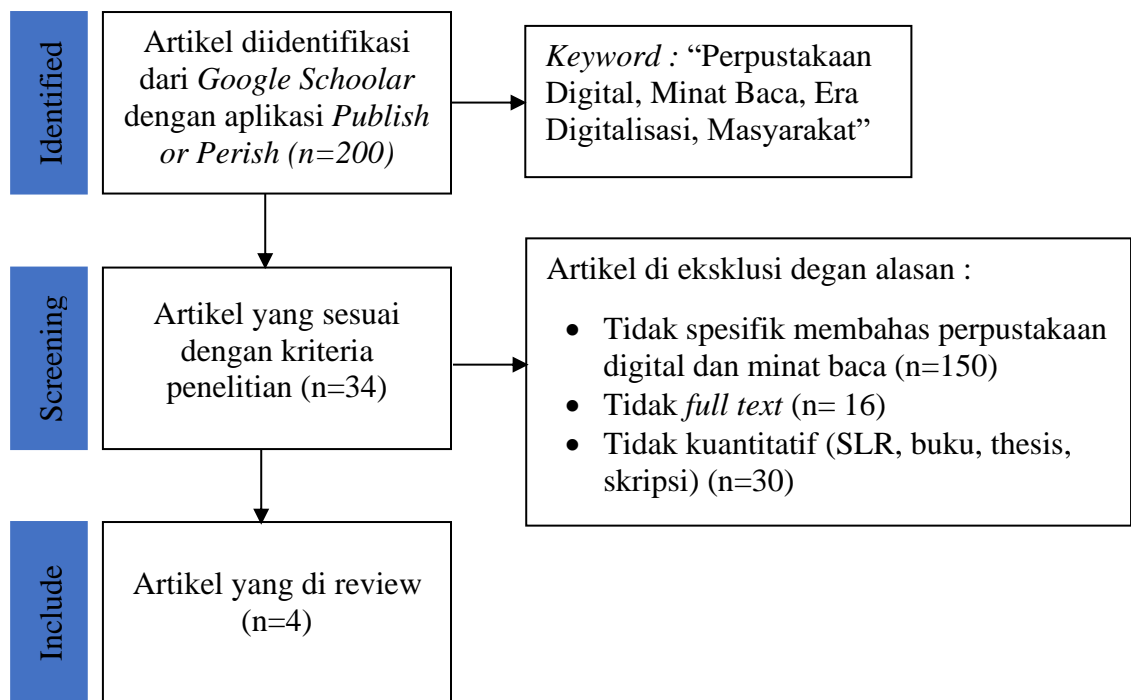 Identified
Artikel diidentifikasi
dari Google Schoolar
dengan aplikasi Publish
or Perish (n=200)
Keyword : “Perpustakaan
Digital, Minat Baca, Era
Digitalisasi, Masyarakat”
Screening
Artikel yang sesuai
dengan kriteria
penelitian (n=34)
Artikel di eksklusi degan alasan :
• Tidak spesifik membahas perpustakaan
digital dan minat baca (n=150)
• Tidak full text (n= 16)
• Tidak kuantitatif (SLR, buku, thesis,
skripsi) (n=30)
Include
Artikel yang di review
(n=4)